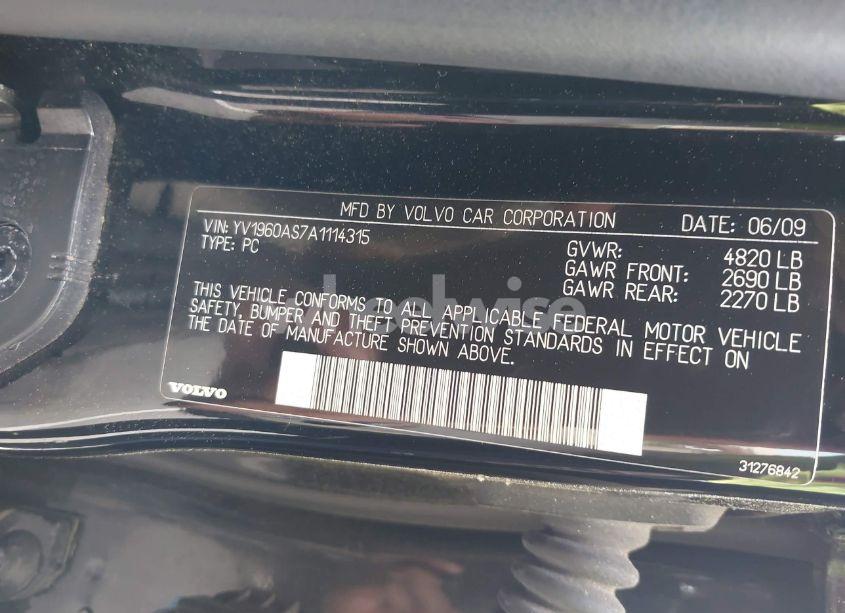 MFD BY VOLVO CAR CORPORATION DATE: 06/09
VIN: YV1960AS7A1114315
TYPE: PC
GVWR: 4820 LB
GAWR FRONT: 2690 LB
GAWR REAR: 2270 LB
THIS VEHICLE CONFORMS TO ALL APPLICABLE FEDERAL MOTOR VEHICLE
SAFETY, BUMPER AND THEFT PREVENTION STANDARDS IN EFFECT ON
THE DATE OF MANUFACTURE SHOWN ABOVE.
VOLVO
31276842